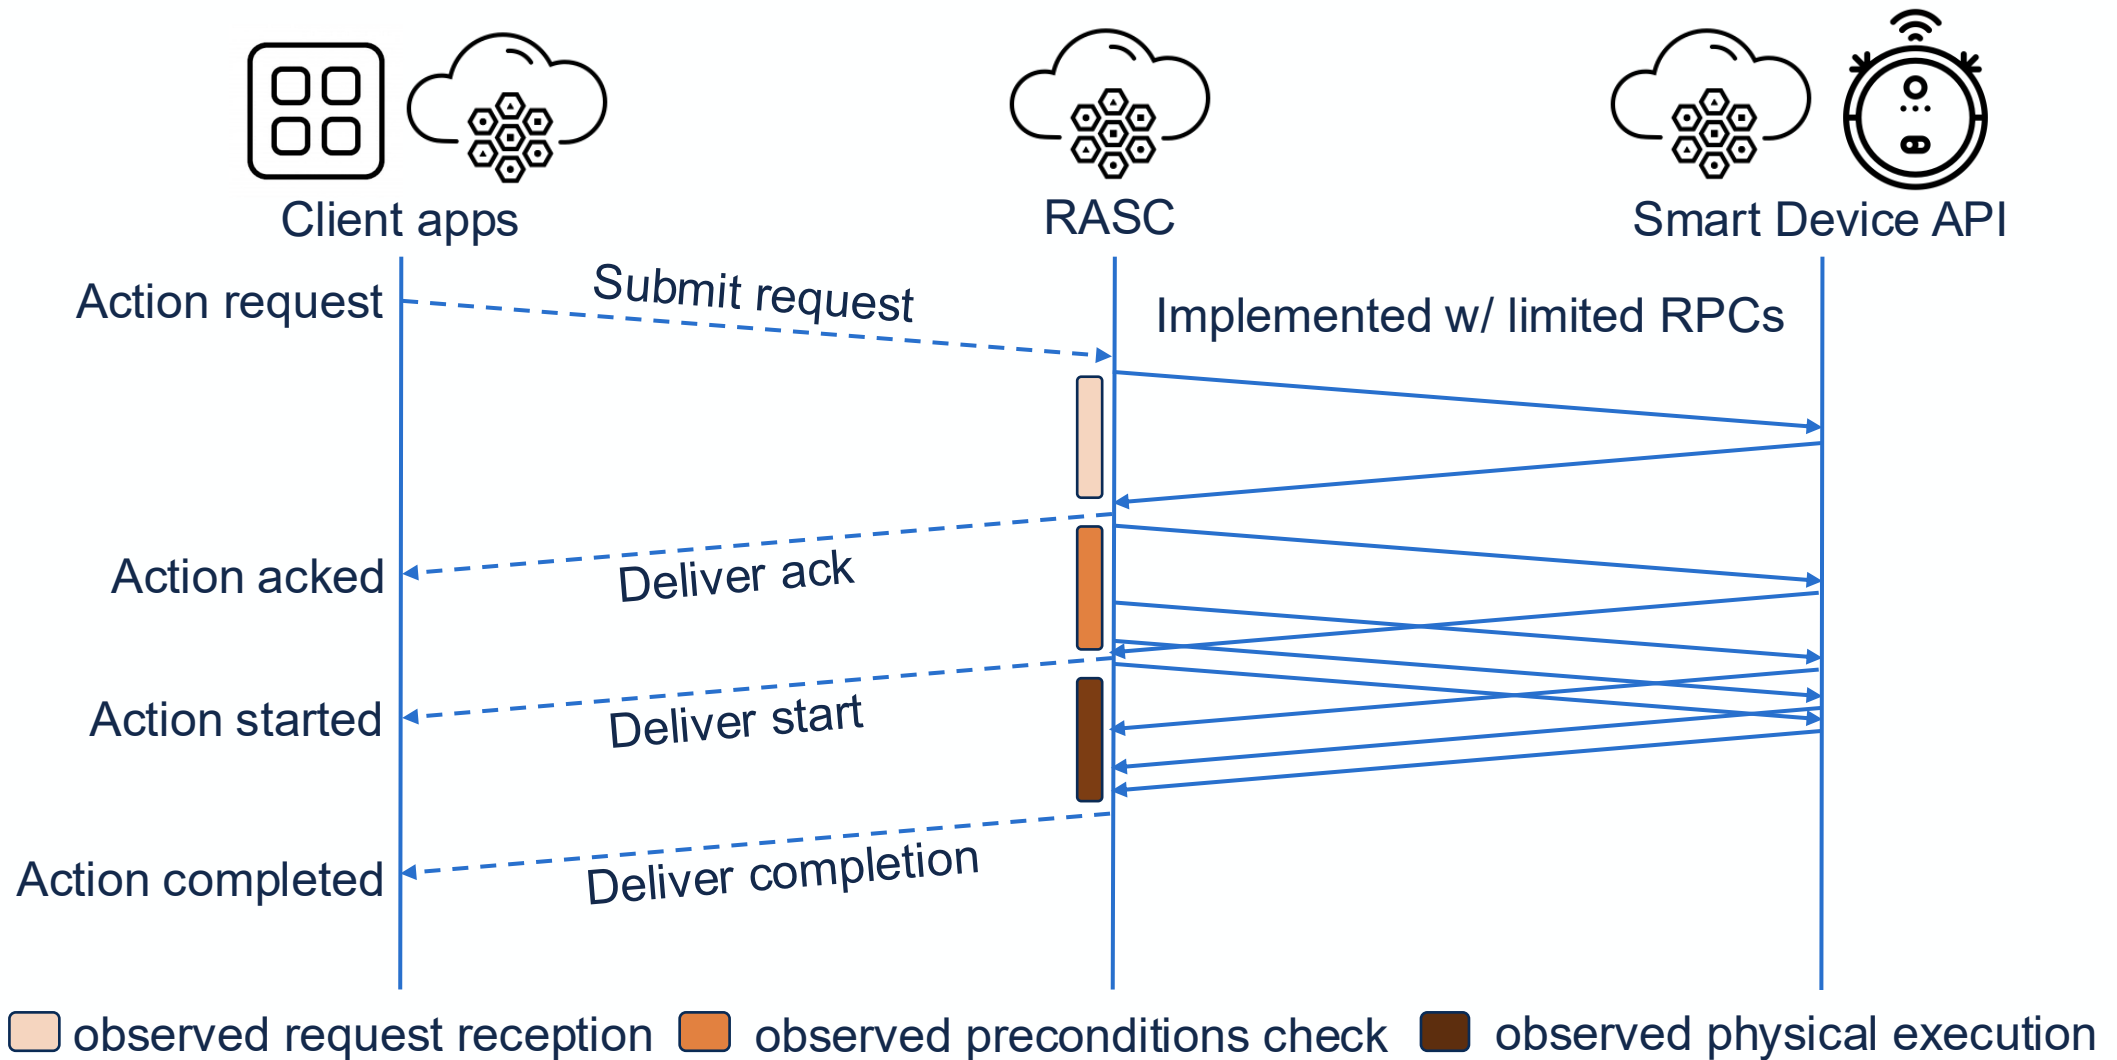 Client apps
RASC
Smart Device API
Action request
Submit request
Implemented w/ limited RPCs
Action acked
Deliver ack
Action started
Deliver start
Action completed
Deliver completion
observed request reception
observed preconditions check
observed physical execution